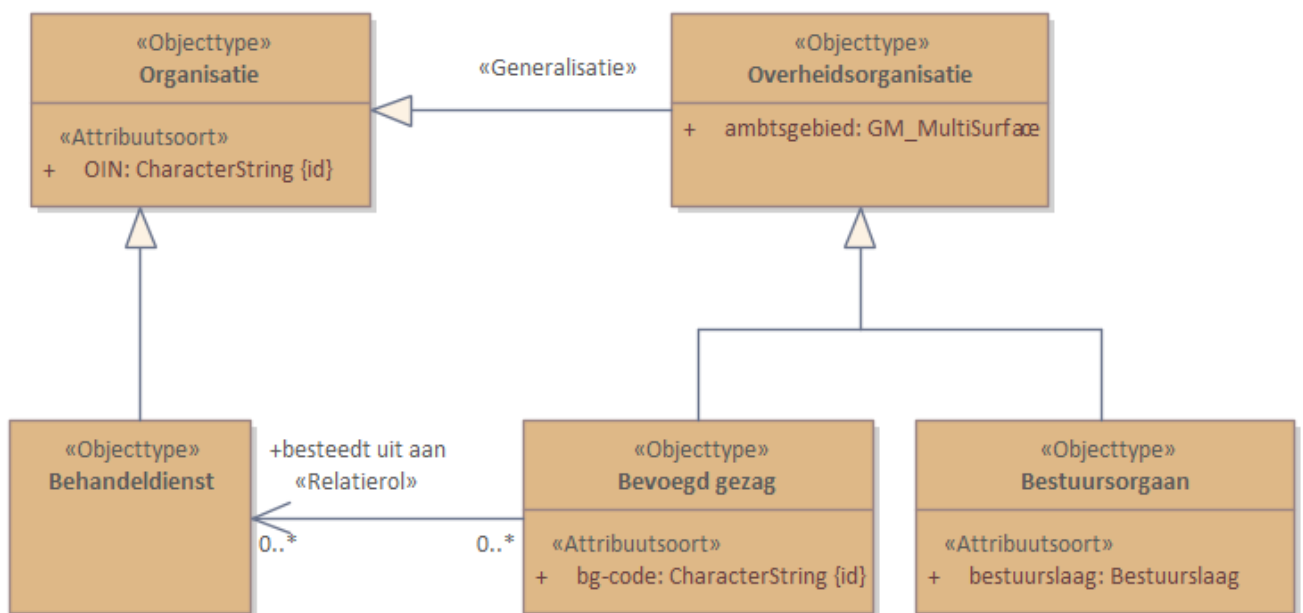 «Objecttype»
Organisatie
«Attribuutsoort»
+ OIN: CharacterString {id}
«Generalisatie»
«Objecttype»
Overheidsorganisatie
+ ambtsgebied: GM_MultiSurface
«Objecttype»
Behandeldienst
+besteedt uit aan
«Relatierol»
0..*
0..*
«Objecttype»
Bevoegd gezag
«Attribuutsoort»
+ bg-code: CharacterString {id}
«Objecttype»
Bestuursorgaan
«Attribuutsoort»
+ bestuurslaag: Bestuurslaag